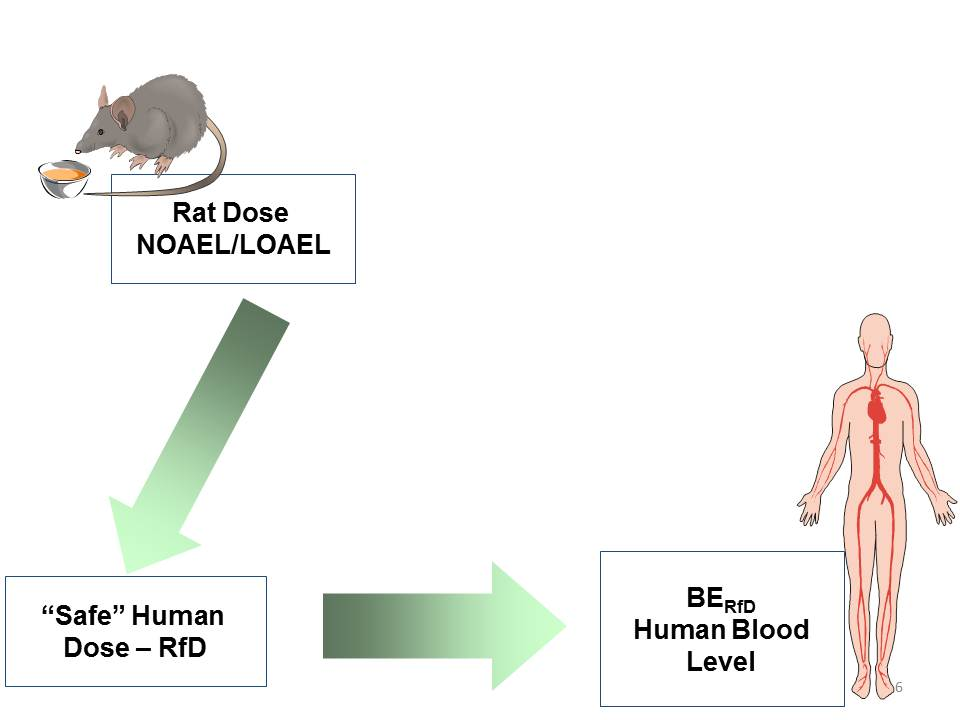 Rat Dose
NOAEL/LOAEL
“Safe” Human
Dose – RfD
BERfD
Human Blood
Level
6